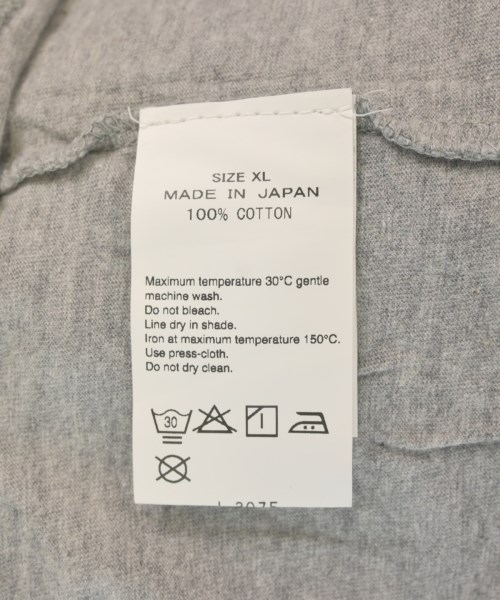 SIZE XL
MADE IN JAPAN
100% COTTON
Maximum temperature 30°C gentle
machine wash.
Do not bleach.
Line dry in shade.
Iron at maximum temperature 150°C.
Use press-cloth.
Do not dry clean.
30